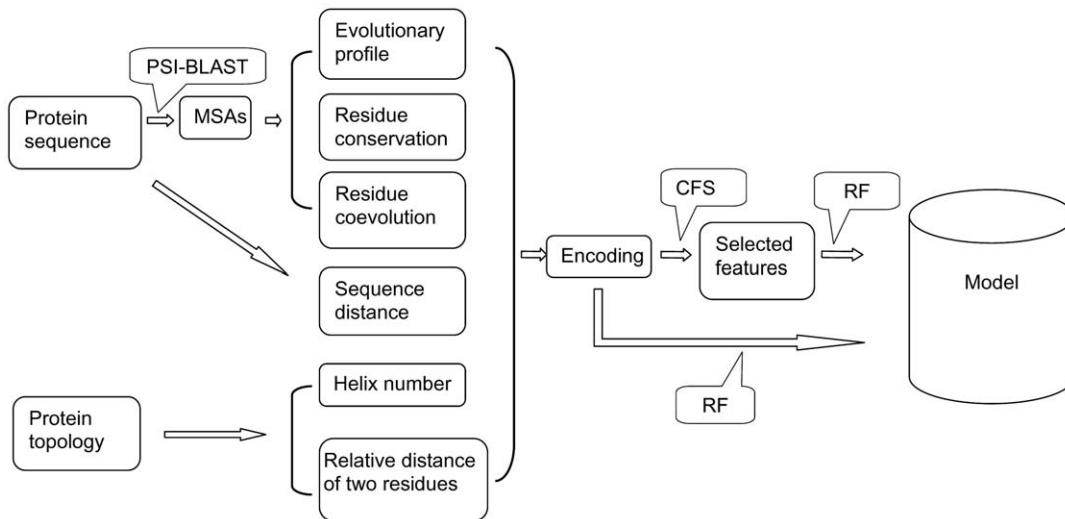 PSI-BLAST
Protein
sequence
MSAs
Evolutionary
profile
Residue
conservation
Residue
coevolution
Sequence
distance
Protein
topology
Helix number
Relative distance
of two residues
Encoding
CFS
Selected
features
RF
RF
Model